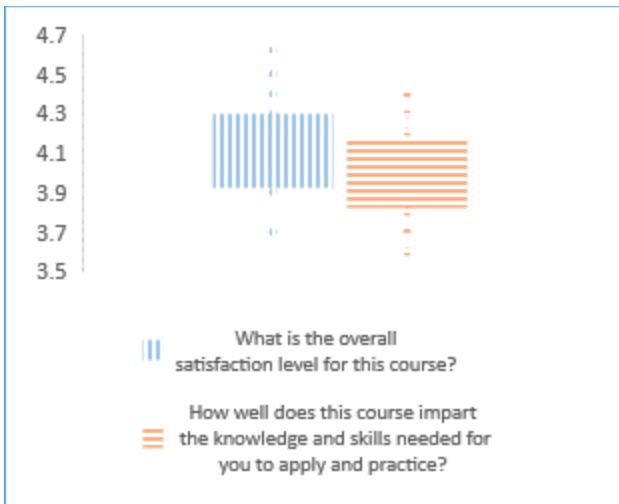 4.7
4.5
4.3
4.1
3.9
3.7
3.5
What is the overall
satisfaction level for this course?
How well does this course impart
the knowledge and skills needed for
you to apply and practice?